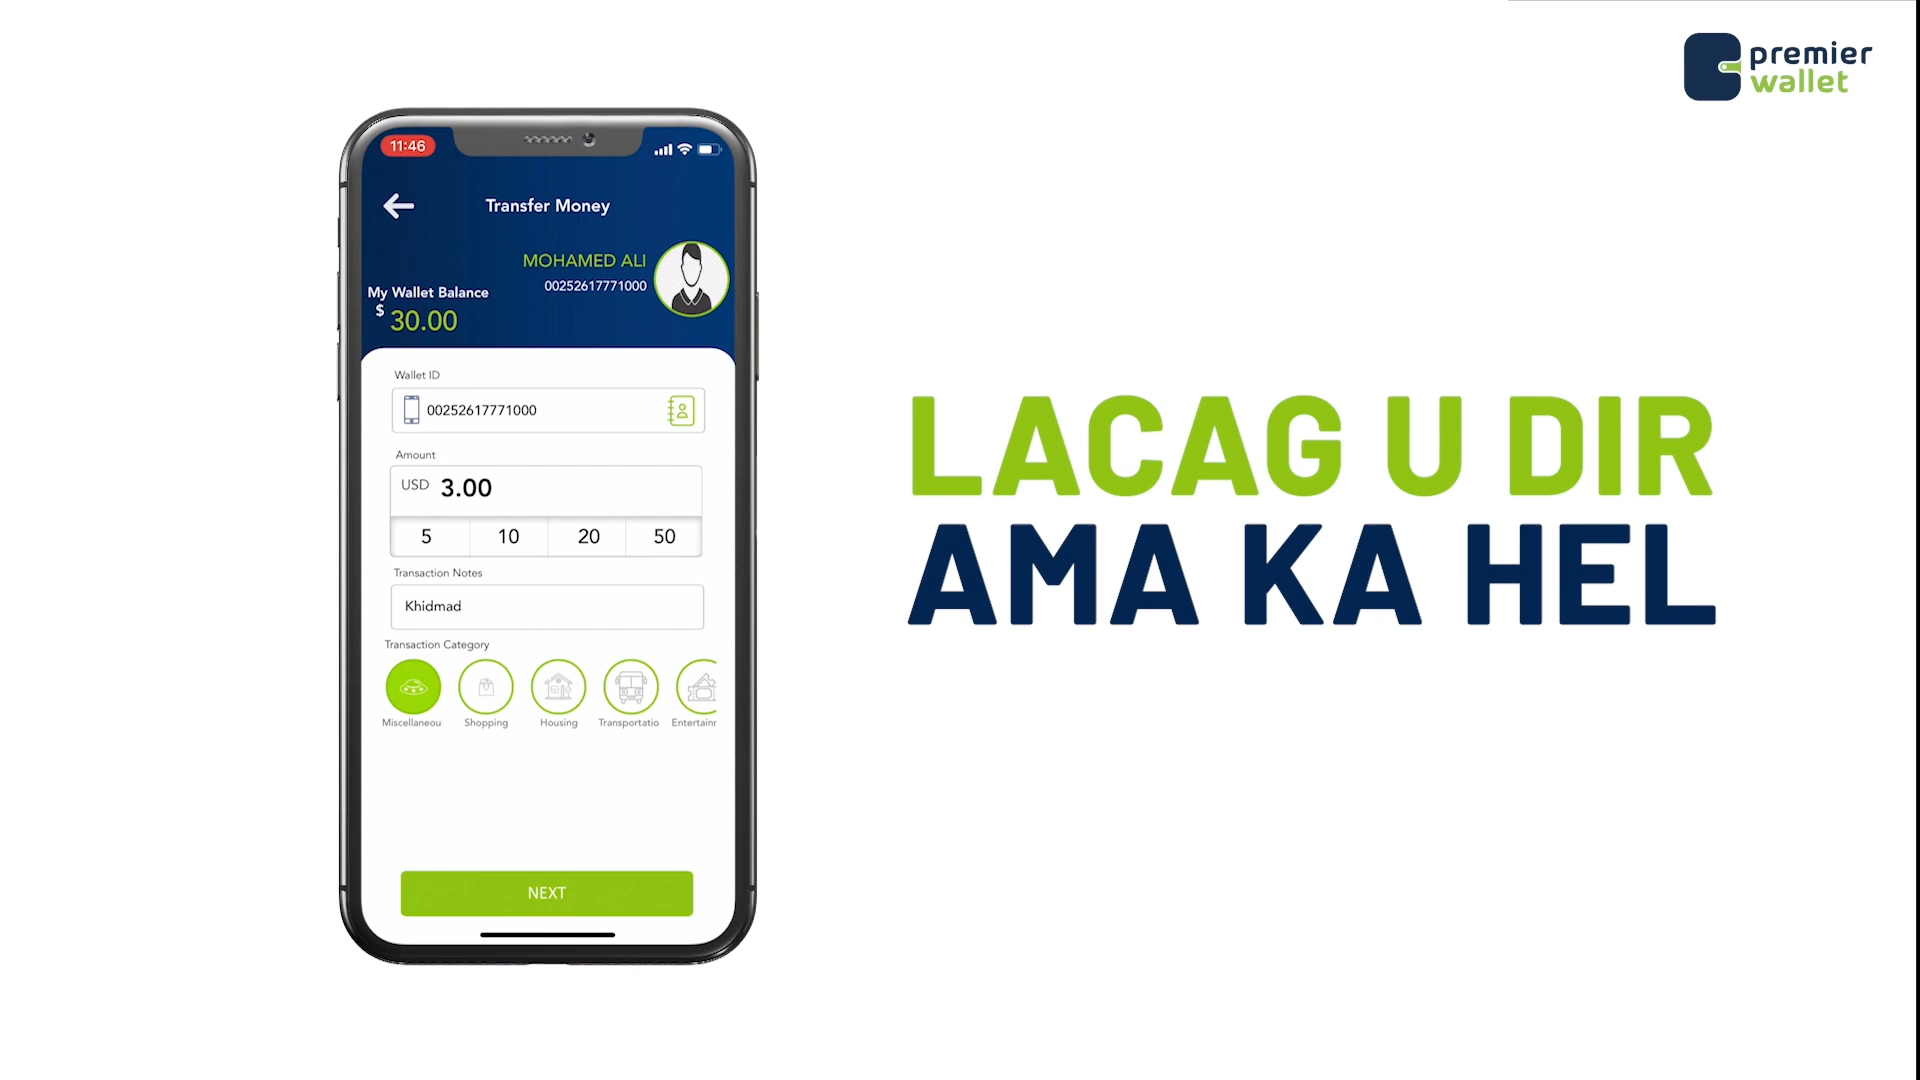 premier
wallet
11:46
Transfer Money
MOHAMED ALI
00252617771000
My Wallet Balance
$ 30.00
Wallet ID
00252617771000
Amount
USD 3.00
5 10 20 50
Transaction Notes
Khidmad
Transaction Category
Miscellaneou Shopping Housing Transportatio Entertainr
NEXT
LACAG U DIR
AMA KA HEL